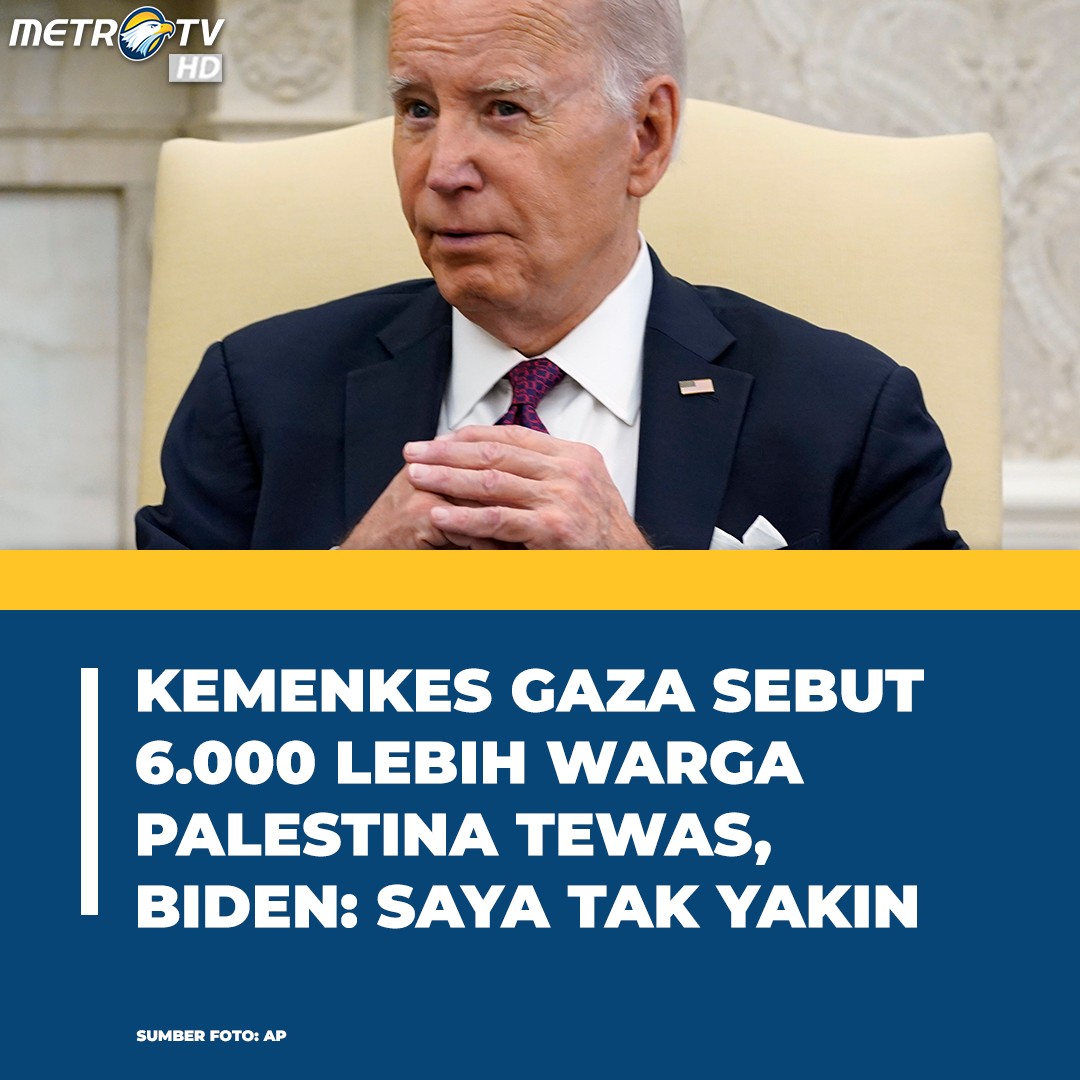 METRO TV
HD
KEMENKES GAZA SEBUT
6.000 LEBIH WARGA
PALESTINA TEWAS,
BIDEN: SAYA TAK YAKIN
SUMBER FOTO: AP